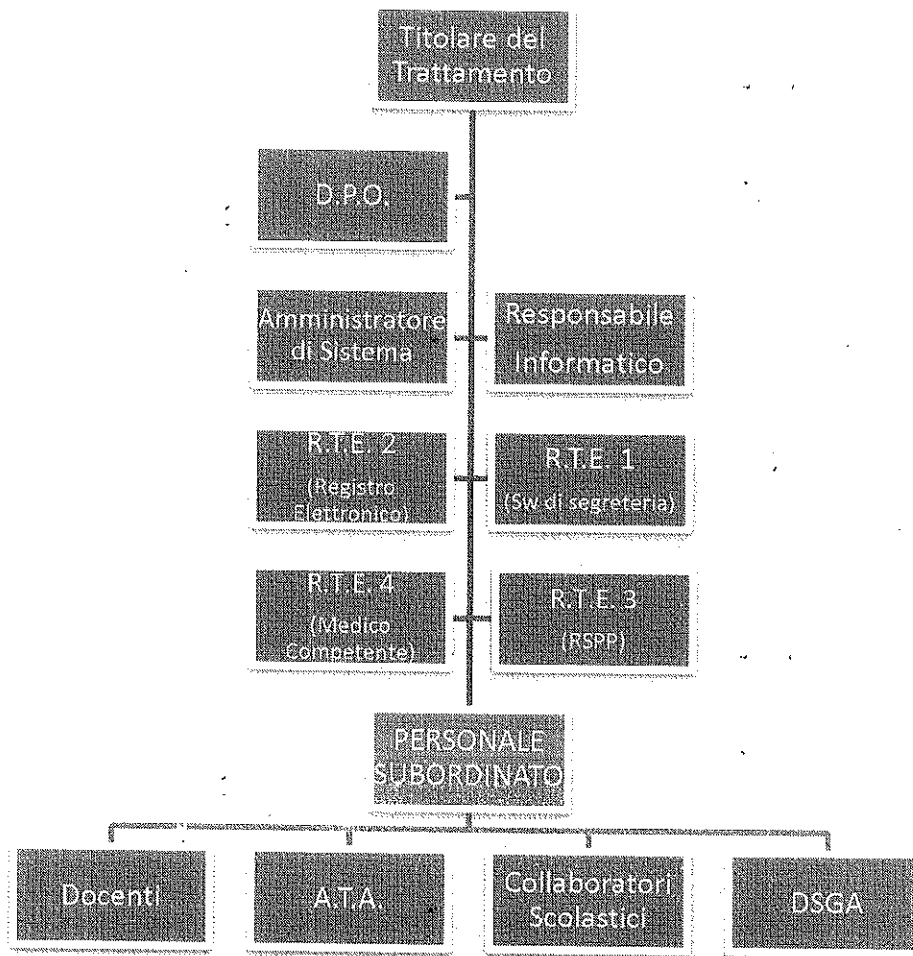 Titolare del
Trattamento
D.P.O.
Amministratore
di Sistema
Responsabile
Informatico
R.T.E. 2
(Registro
Elettronico)
R.T.E. 1
(Sw di segreteria)
R.T.E. 4
(Medico
Competente)
R.T.E. 3
(RSPP)
PERSONALE
SUBORDINATO
Docenti
A.T.A.
Collaboratori
Scolastici
DSGA